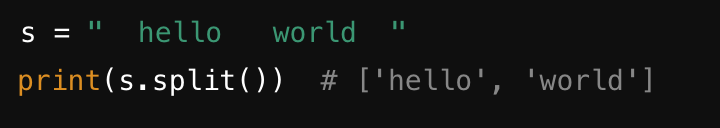 s = "  hello   world  "
print(s.split())  # ['hello', 'world']